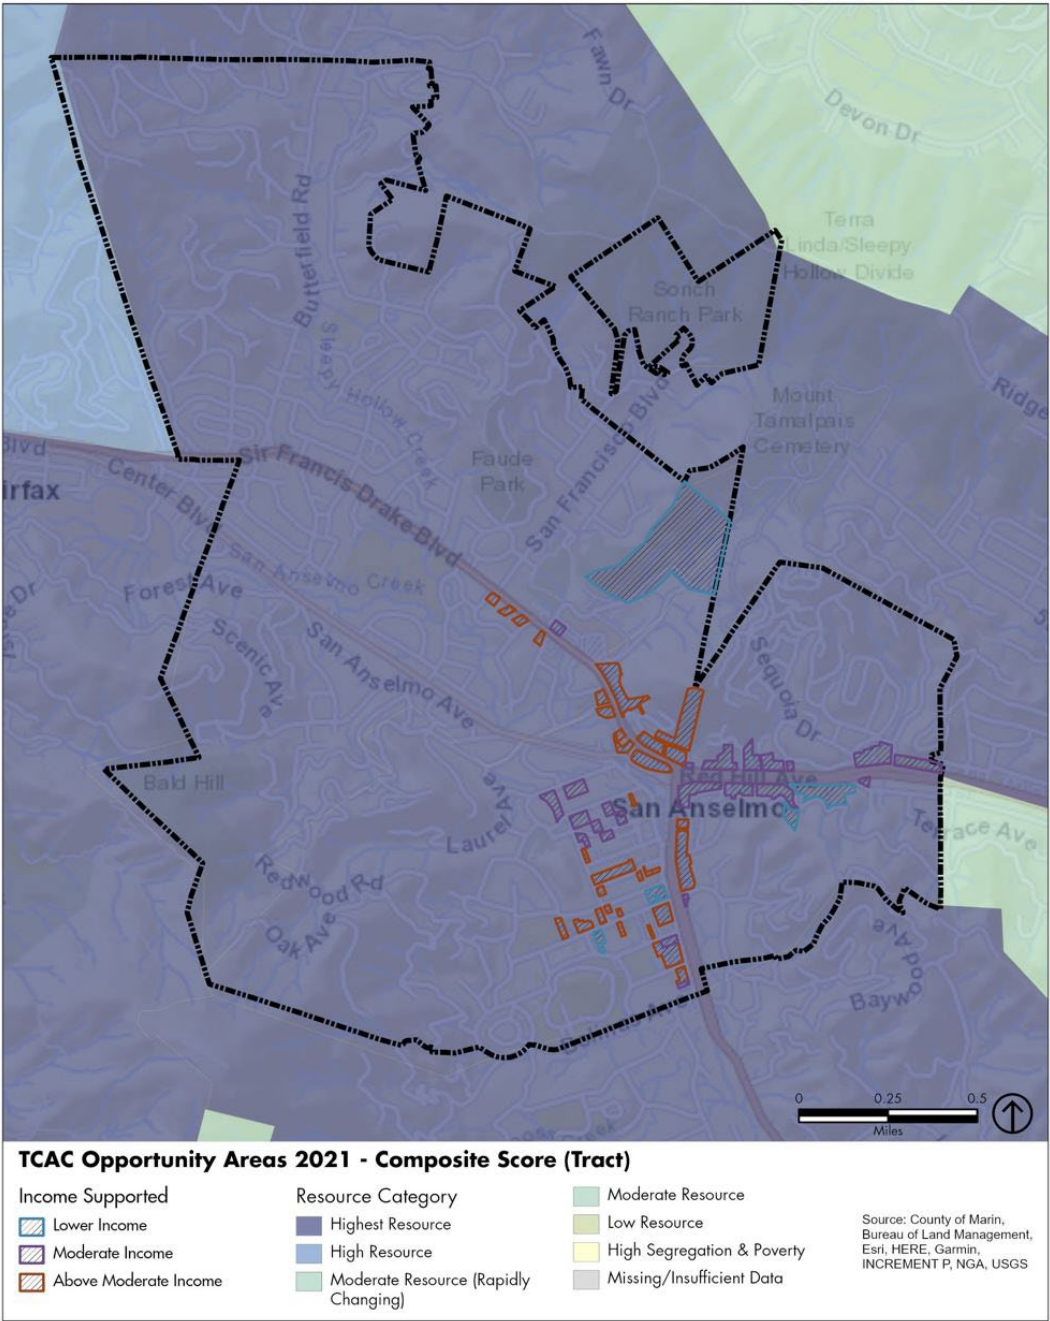 Fawn Dr
Devon Dr
Terra
Linda/Sleepy
Hollow Divide
Butterfield Rd
Sonch
Ranch Park
Sleepy Hollow Creek
Mount
Tamalpais
Cemetery
Ridge
Blvd
Sir Francis Drake Blvd
Center Blvd
irfax
Faude
Park
San Francisco Blvd
San Anselmo Creek
Forest Ave
se Dr
Scenic Ave
San Anselmo Ave
Sequoia Dr
Bald Hill
Red Hill Ave
San Anselmo
Laurel Ave
Terrace Ave
Redwood Rd
Oak Ave
Baywood Ave
0 0.25 0.5
Miles
TCAC Opportunity Areas 2021 - Composite Score (Tract)
Income Supported
Lower Income
Moderate Income
Above Moderate Income
Resource Category
Highest Resource
High Resource
Moderate Resource (Rapidly
Changing)
Moderate Resource
Low Resource
High Segregation & Poverty
Missing/Insufficient Data
Source: County of Marin,
Bureau of Land Management,
Esri, HERE, Garmin,
INCREMENT P, NGA, USGS